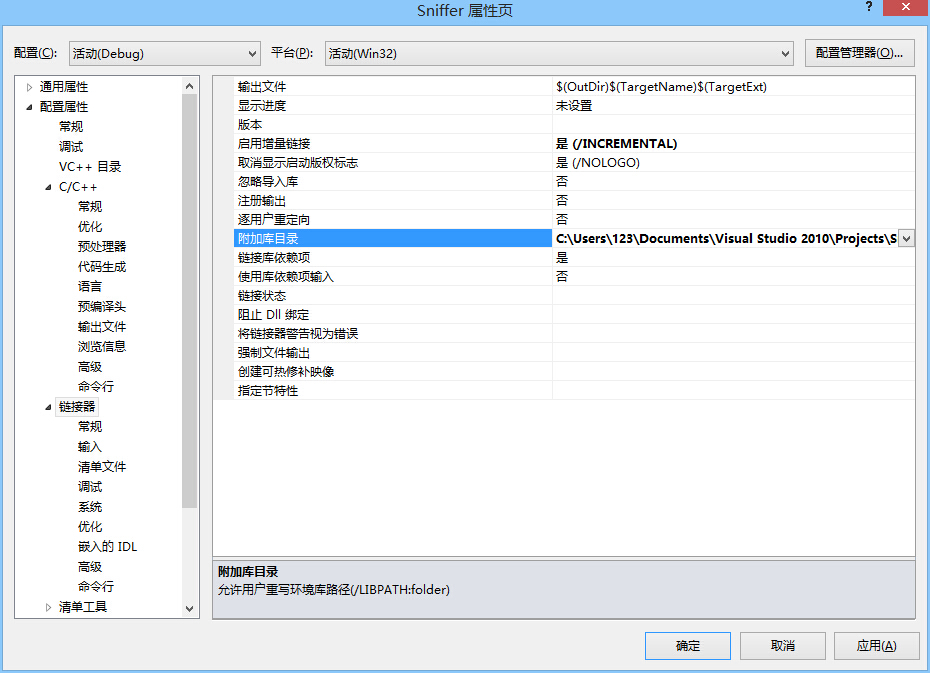 Sniffer 属性页
? 
配置(C): 活动(Debug) 平台(P): 活动(Win32) 配置管理器(O)...
通用属性
配置属性
常规
调试
VC++ 目录
C/C++
常规
优化
预处理器
代码生成
语言
预编译头
输出文件
浏览信息
高级
命令行
链接器
常规
输入
清单文件
调试
系统
优化
嵌入的 IDL
高级
命令行
清单工具
输出文件 $(OutDir)$(TargetName)$(TargetExt)
显示进度 未设置
版本
启用增量链接 是 (/INCREMENTAL)
取消显示启动版权标志 是 (/NOLOGO)
忽略导入库 否
注册输出 否
逐用户重定向 否
附加库目录 C:\Users\123\Documents\Visual Studio 2010\Projects\S
链接库依赖项 是
使用库依赖项输入 否
链接状态
阻止 Dll 绑定
将链接器警告视为错误
强制文件输出
创建可热修补映像
指定节特性
附加库目录
允许用户重写环境库路径(/LIBPATH:folder)
确定 取消 应用(A)